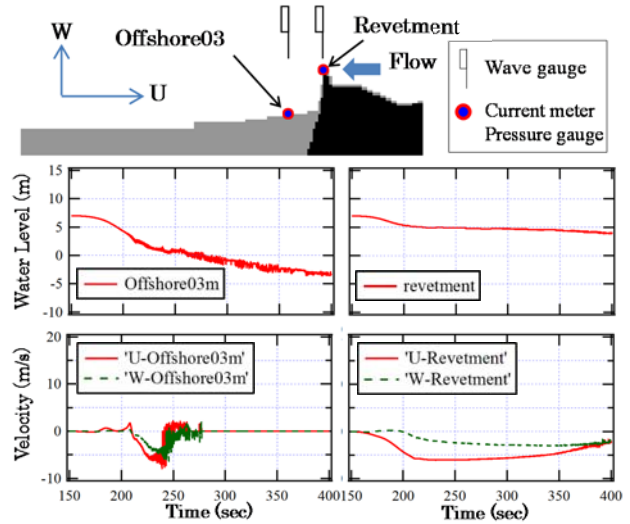 W
U
Offshore03
Revetment
Flow
Wave gauge
Current meter
Pressure gauge
Water Level (m)
15
10
5
0
-5
-10
Offshore03m
revetment
Velocity (m/s)
20
10
0
-10
'U-Offshore03m'
'W-Offshore03m'
'U-Revetment'
'W-Revetment'
150 200 250 300 350 400 150 200 250 300 350 400
Time (sec) Time (sec)